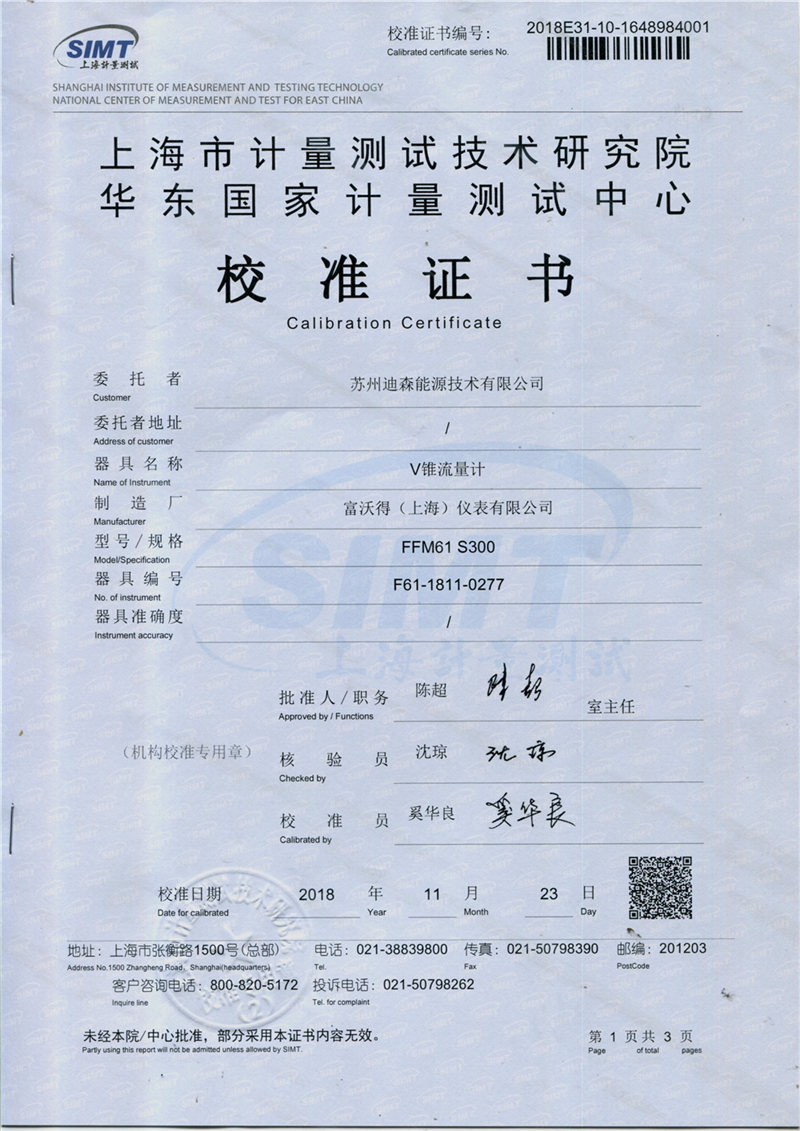 SIMT
上海计量测试
校准证书编号:
2018E31-10-1648984001
Calibrated certificate series No.
SHANGHAI INSTITUTE OF MEASUREMENT AND TESTING TECHNOLOGY
NATIONAL CENTER OF MEASUREMENT AND TEST FOR EAST CHINA
上海市计量测试技术研究院
华东国家计量测试中心
校准证书
Calibration Certificate
委托者 苏州迪森能源技术有限公司
Customer
委托者地址 /
Address of customer
器具名称 V锥流量计
Name of Instrument
制造厂 富沃得（上海）仪表有限公司
Manufacturer
型号/规格 FFM61 S300
Model/Specification
器具编号 F61-1811-0277
No. of instrument
器具准确度 /
Instrument accuracy
SIMT
上海计量测试
批准人/职务 陈超 陈超 室主任
Approved by / Functions
（机构校准专用章）
核验员 沈琼 沈琼
Checked by
校准员 奚华良 奚华良
Calibrated by
校准日期 2018 年 11 月 23 日
Date for calibrated Year Month Day
地址: 上海市张衡路1500号(总部) 电话: 021-38839800 传真: 021-50798390 邮编: 201203
Address No.1500 Zhangheng Road, Shanghai(headquarters) Tel. Fax PostCode
客户咨询电话: 800-820-5172 投诉电话: 021-50798262
Inquire line Tel. for complaint
未经本院/中心批准，部分采用本证书内容无效。 第 1 页共 3 页
Partly using this report will not be admitted unless allowed by SIMT. Page of total pages